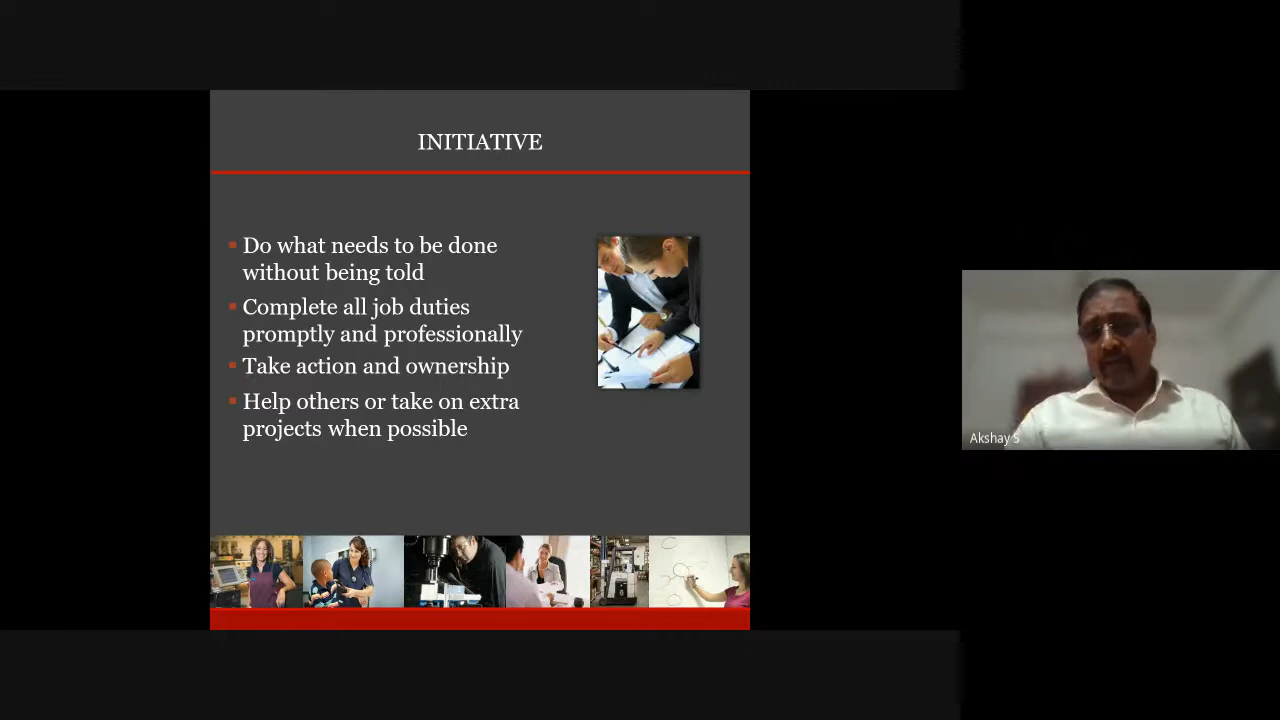 INITIATIVE
Do what needs to be done
without being told
Complete all job duties
promptly and professionally
Take action and ownership
Help others or take on extra
projects when possible
Akshay S